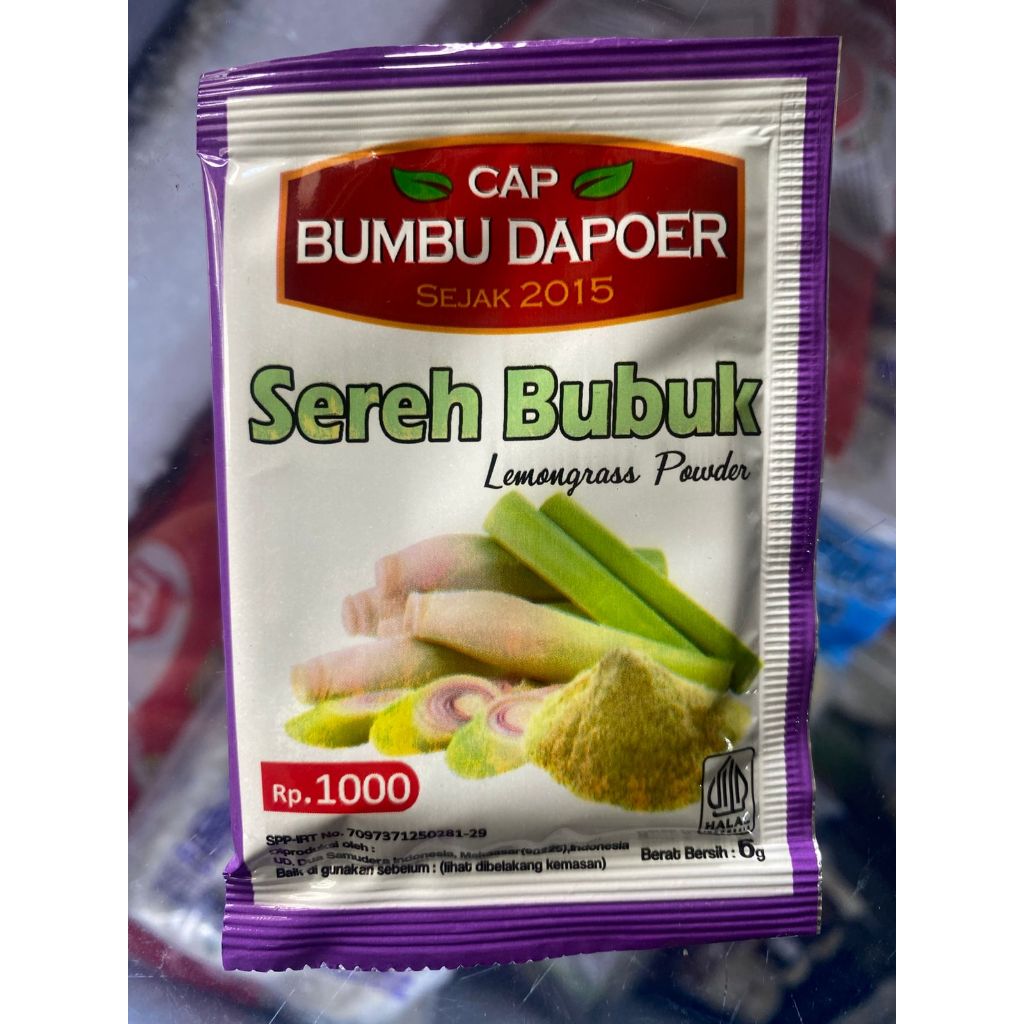 CAP
BUMBU DAPOER
SEJAK 2015
Sereh Bubuk
Lemongrass Powder
Rp.1000
HALAL
INDONESIA
SPP-IRT No. 7097371250281-29
Diproduksi oleh :
UD. Dua Samudera Indonesia, Makassar(90225),Indonesia
Baik di gunakan sebelum : (lihat dibelakang kemasan)
Berat Bersih : 6g